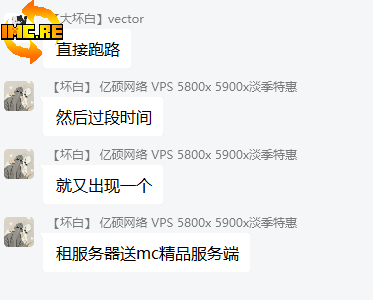 【大坏白】vector
IMC.RE
直接跑路
【坏白】 亿硕网络 VPS 5800x 5900x淡季特惠
然后过段时间
【坏白】 亿硕网络 VPS 5800x 5900x淡季特惠
就又出现一个
【坏白】 亿硕网络 VPS 5800x 5900x淡季特惠
租服务器送mc精品服务端